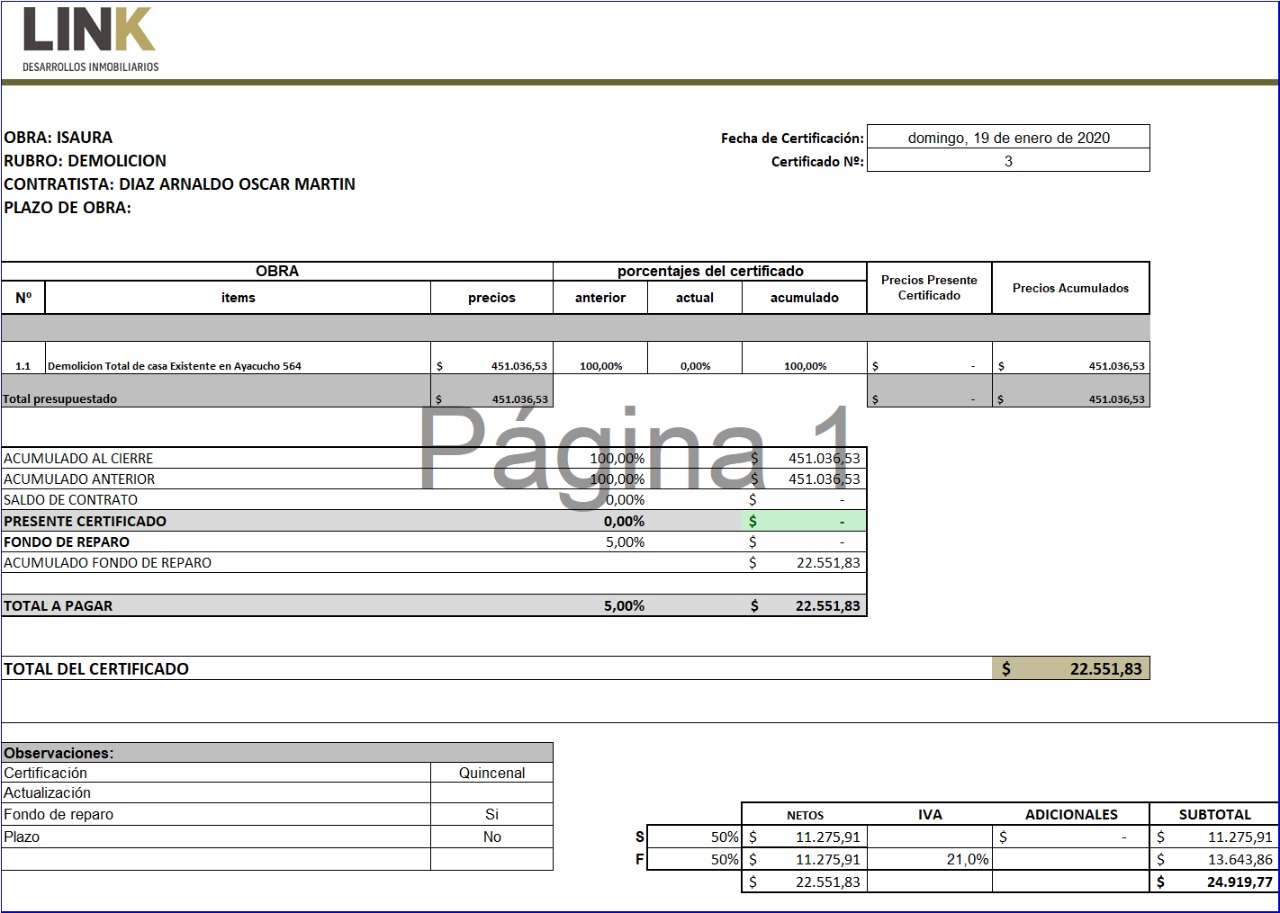 LINK
DESARROLLOS INMOBILIARIOS
OBRA: ISAURA
Fecha de Certificación: domingo, 19 de enero de 2020
RUBRO: DEMOLICION
Certificado Nº: 3
CONTRATISTA: DIAZ ARNALDO OSCAR MARTIN
PLAZO DE OBRA:
OBRA porcentajes del certificado Precios Presente Certificado Precios Acumulados
Nº items precios anterior actual acumulado
1.1 Demolicion Total de casa Existente en Ayacucho 564 $ 451.036,53 100,00% 0,00% 100,00% $ - $ 451.036,53
Total presupuestado $ 451.036,53 $ - $ 451.036,53
Página 1
ACUMULADO AL CIERRE 100,00% $ 451.036,53
ACUMULADO ANTERIOR 100,00% $ 451.036,53
SALDO DE CONTRATO 0,00% $ -
PRESENTE CERTIFICADO 0,00% $ -
FONDO DE REPARO 5,00% $ -
ACUMULADO FONDO DE REPARO $ 22.551,83
TOTAL A PAGAR 5,00% $ 22.551,83
TOTAL DEL CERTIFICADO $ 22.551,83
Observaciones:
Certificación Quincenal
Actualización
Fondo de reparo Si
Plazo No
NETOS IVA ADICIONALES SUBTOTAL
S 50% $ 11.275,91 $ - $ 11.275,91
F 50% $ 11.275,91 21,0% $ 13.643,86
$ 22.551,83 $ 24.919,77